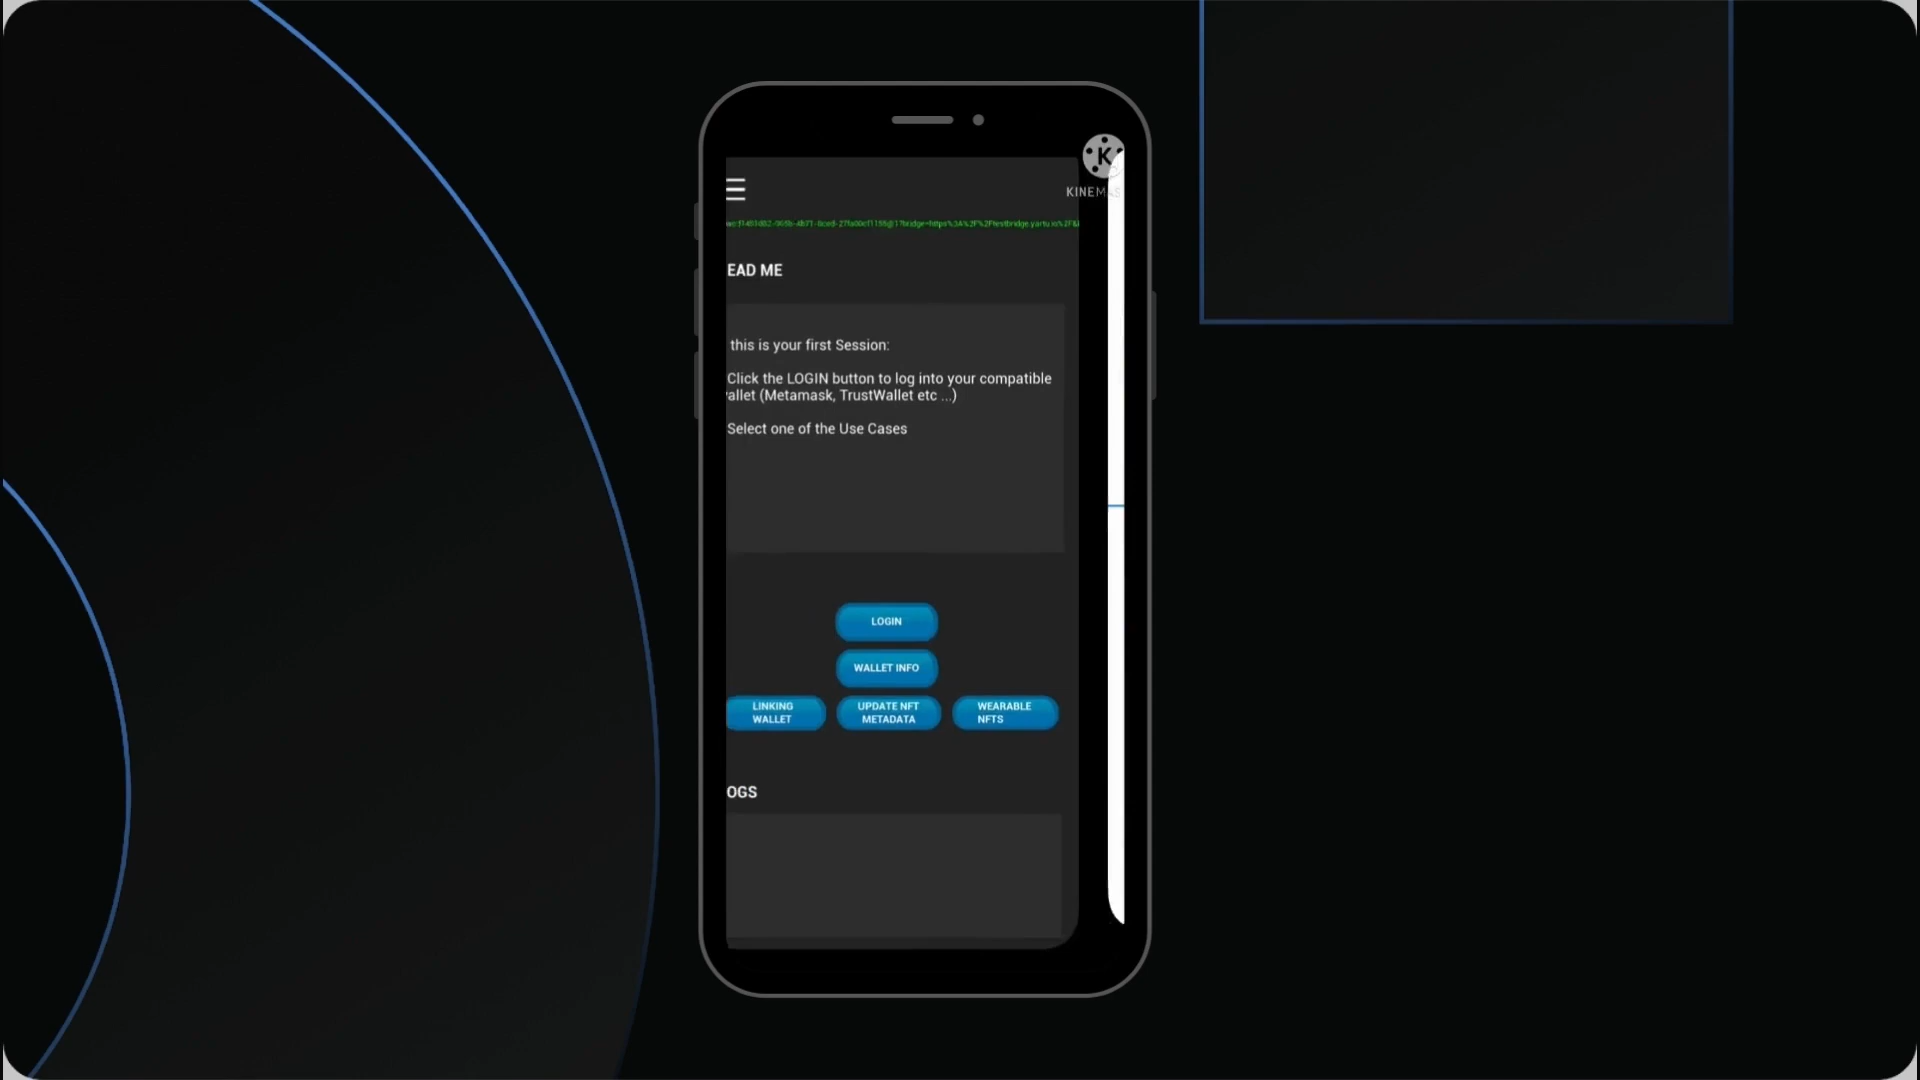 K
KINEMAS
EAD ME
this is your first Session:
Click the LOGIN button to log into your compatible
allet (Metamask, TrustWallet etc ...)
Select one of the Use Cases
LOGIN
WALLET INFO
LINKING
WALLET
UPDATE NFT
METADATA
WEARABLE
NFTS
OGS